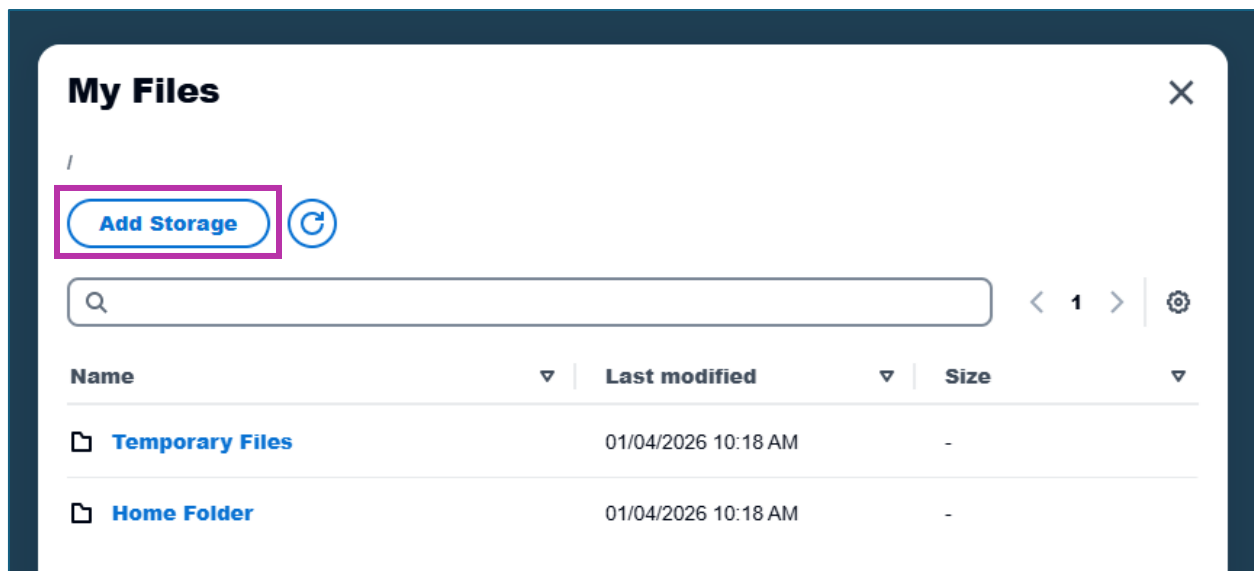 My Files
/
Add Storage
1
Name Last modified Size
Temporary Files 01/04/2026 10:18 AM -
Home Folder 01/04/2026 10:18 AM -